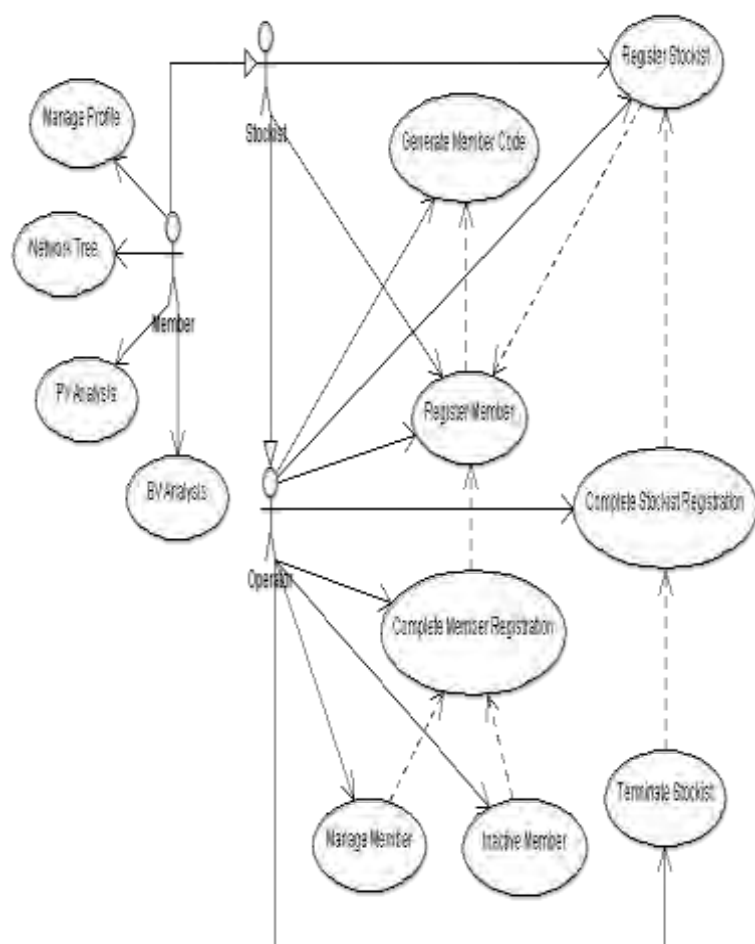 Register Stockist
Manage Profile
Stockist
Generate Member Code
Network Tree
Member
PV Analysis
Register Member
BV Analysis
Complete Stockist Registration
Operator
Complete Member Registration
Terminate Stockist
Manage Member
Inactive Member